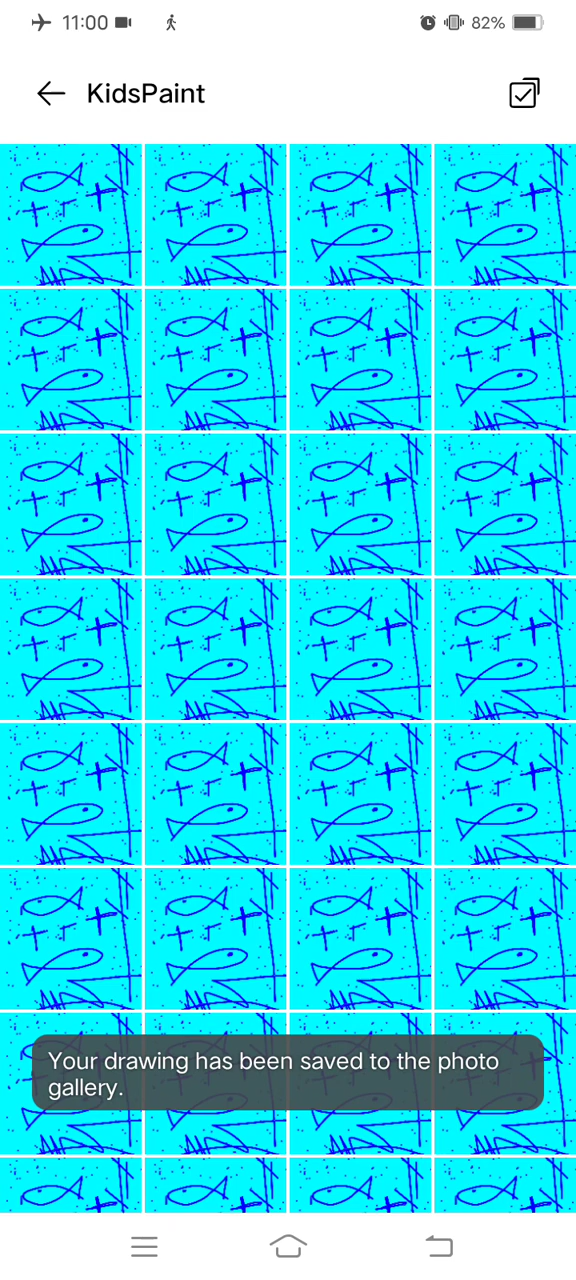 11:00
82%
KidsPaint
Your drawing has been saved to the photo
gallery.